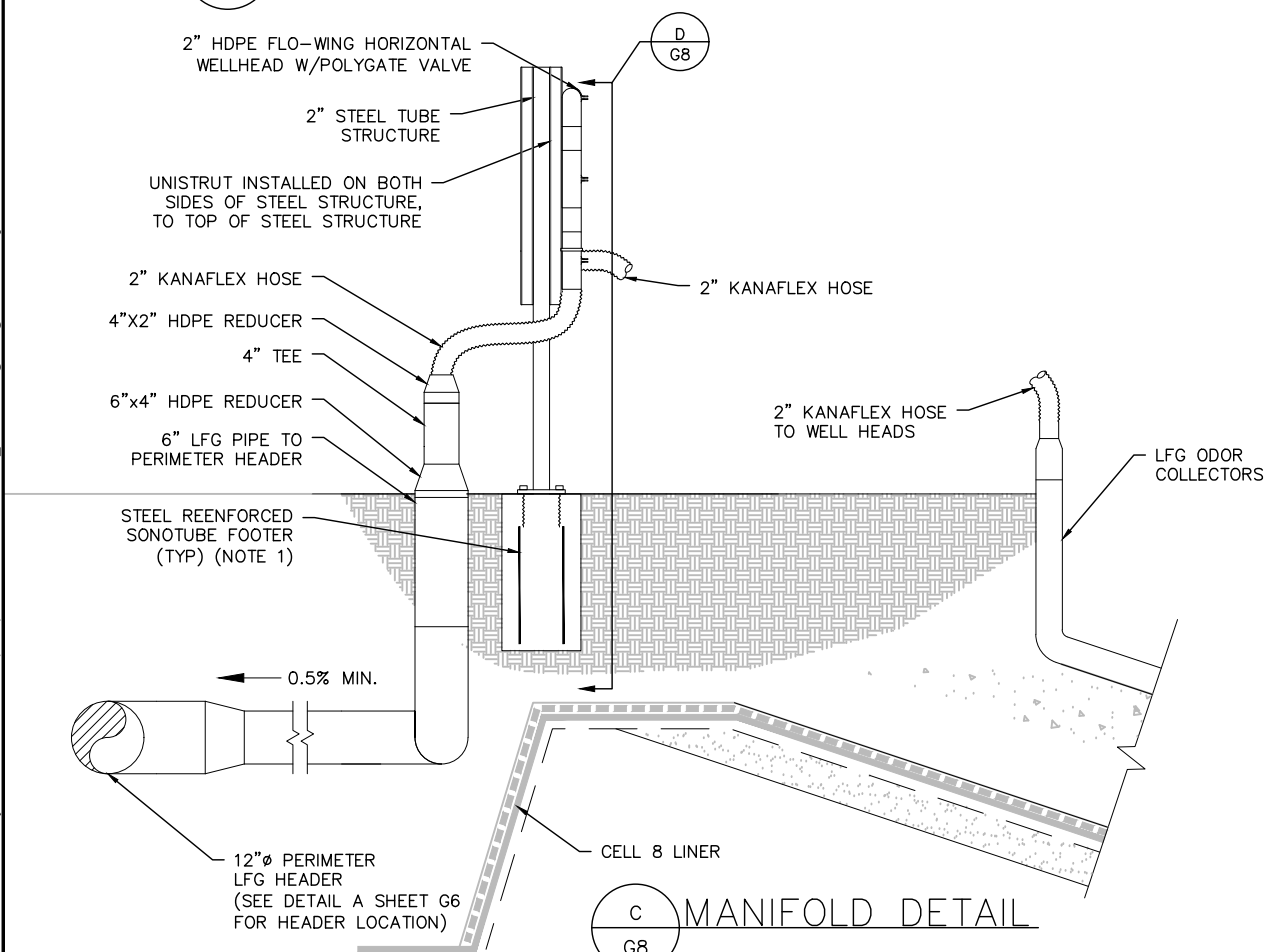 2” HDPE FLO-WING HORIZONTAL
WELLHEAD W/POLYGATE VALVE
D
G8
2” STEEL TUBE
STRUCTURE
UNISTRUT INSTALLED ON BOTH
SIDES OF STEEL STRUCTURE,
TO TOP OF STEEL STRUCTURE
2” KANAFLEX HOSE
2” KANAFLEX HOSE
4”X2” HDPE REDUCER
4” TEE
6”x4” HDPE REDUCER
6” LFG PIPE TO
PERIMETER HEADER
2” KANAFLEX HOSE
TO WELL HEADS
LFG ODOR
COLLECTORS
STEEL REENFORCED
SONOTUBE FOOTER
(TYP) (NOTE 1)
0.5% MIN.
12”ø PERIMETER
LFG HEADER
(SEE DETAIL A SHEET G6
FOR HEADER LOCATION)
CELL 8 LINER
C
G8
MANIFOLD DETAIL